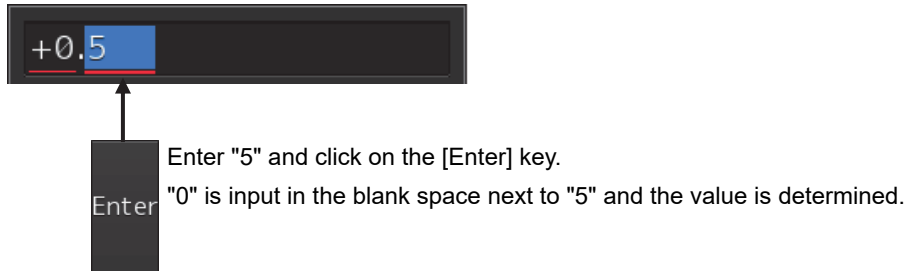 +0.5
Enter "5" and click on the [Enter] key.
"0" is input in the blank space next to "5" and the value is determined.
Enter